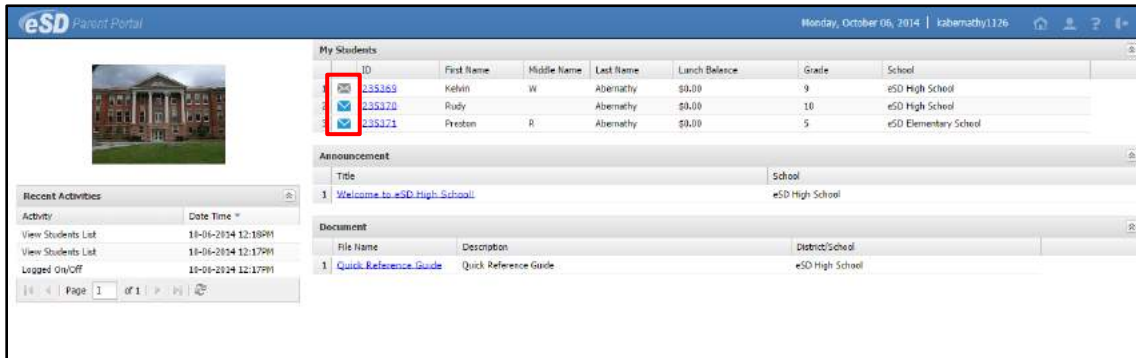 eSD Parent Portal
Monday, October 06, 2014 | kabernathy1126
My Students
ID First Name Middle Name Last Name Lunch Balance Grade School
1 235369 Kelvin W Abernathy $0.00 9 eSD High School
2 235370 Rudy Abernathy $0.00 10 eSD High School
3 235371 Preston R Abernathy $0.00 5 eSD Elementary School
Announcement
Title School
1 Welcome to eSD High School! eSD High School
Document
File Name Description District/School
1 Quick Reference Guide Quick Reference Guide eSD High School
Recent Activities
Activity Date Time
View Students List 10-06-2014 12:18PM
View Students List 10-06-2014 12:17PM
Logged On/Off 10-06-2014 12:17PM
Page 1 of 1